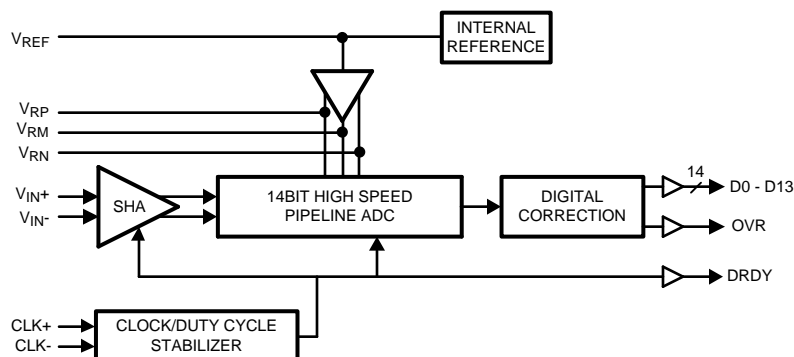 INTERNAL
REFERENCE
VREF
VRP
VRM
VRN
VIN+
VIN-
SHA
14BIT HIGH SPEED
PIPELINE ADC
DIGITAL
CORRECTION
14
D0 - D13
OVR
DRDY
CLK+
CLK-
CLOCK/DUTY CYCLE
STABILIZER